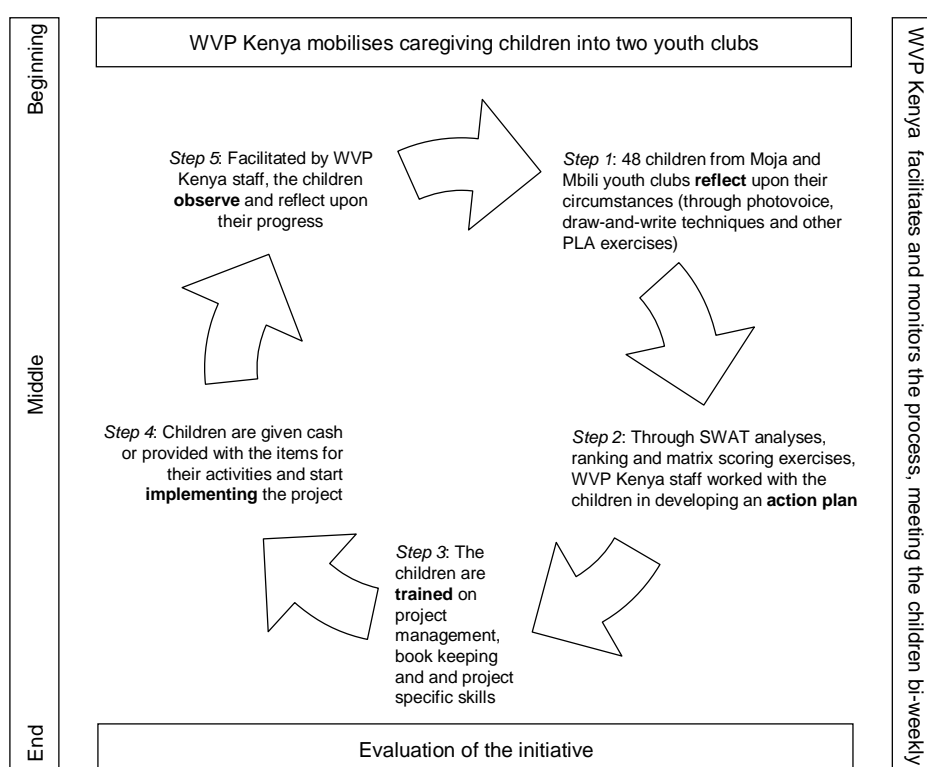 Beginning
WVP Kenya mobilises caregiving children into two youth clubs
Step 5: Facilitated by WVP
Kenya staff, the children
observe and reflect upon
their progress
Step 1: 48 children from Moja and
Mbili youth clubs reflect upon their
circumstances (through photovoice,
draw-and-write techniques and other
PLA exercises)
Middle
Step 4: Children are given cash
or provided with the items for
their activities and start
implementing the project
Step 2: Through SWAT analyses,
ranking and matrix scoring exercises,
WVP Kenya staff worked with the
children in developing an action plan
Step 3: The
children are
trained on
project
management,
book keeping
and and project
specific skills
End
Evaluation of the initiative
WVP Kenya facilitates and monitors the process, meeting the children bi-weekly